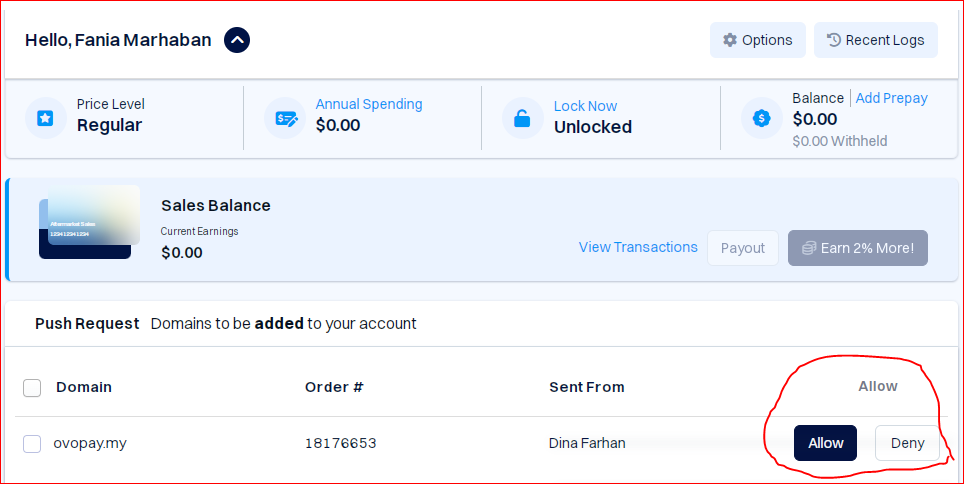 Hello, Fania Marhaban
Options
Recent Logs
Price Level
Regular
Annual Spending
$0.00
Lock Now
Unlocked
Balance | Add Prepay
$0.00
$0.00 Withheld
Aftermarket Sales
1234 1234 1234
Sales Balance
Current Earnings
$0.00
View Transactions
Payout
Earn 2% More!
Push Request Domains to be added to your account
Domain Order # Sent From Allow
ovopay.my 18176653 Dina Farhan Allow Deny